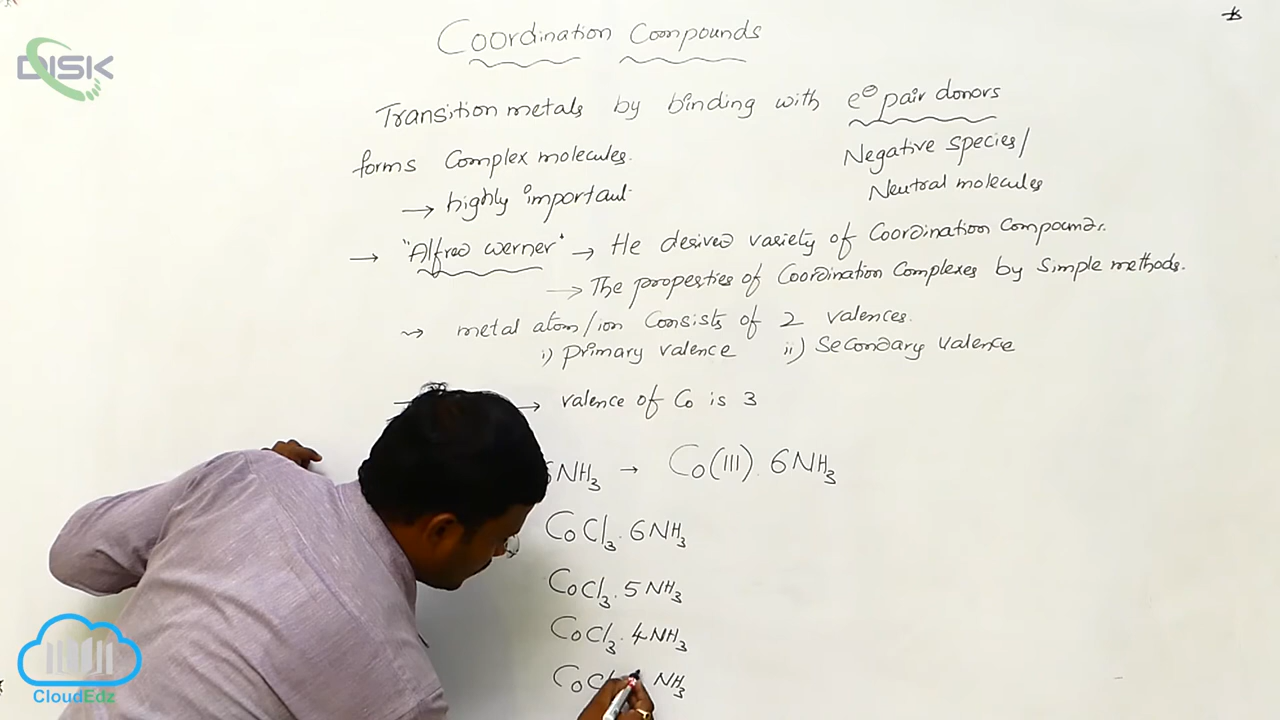 DISK
Coordination Compounds
Transition metals by binding with e⊖ pair donors
forms Complex molecules.
Negative species/
Neutral molecules
→ highly important
→ "Alfred Werner" → He derived variety of Coordination Compounds.
→ The properties of Coordination Complexes by simple methods.
⇝ metal atom/ion Consists of 2 valences.
i) primary valence ii) Secondary valence
→ valence of Co is 3
6NH₃ → Co(III). 6NH₃
CoCl₃. 6NH₃
CoCl₃. 5NH₃
CoCl₃. 4NH₃
NH₃
CloudEdz